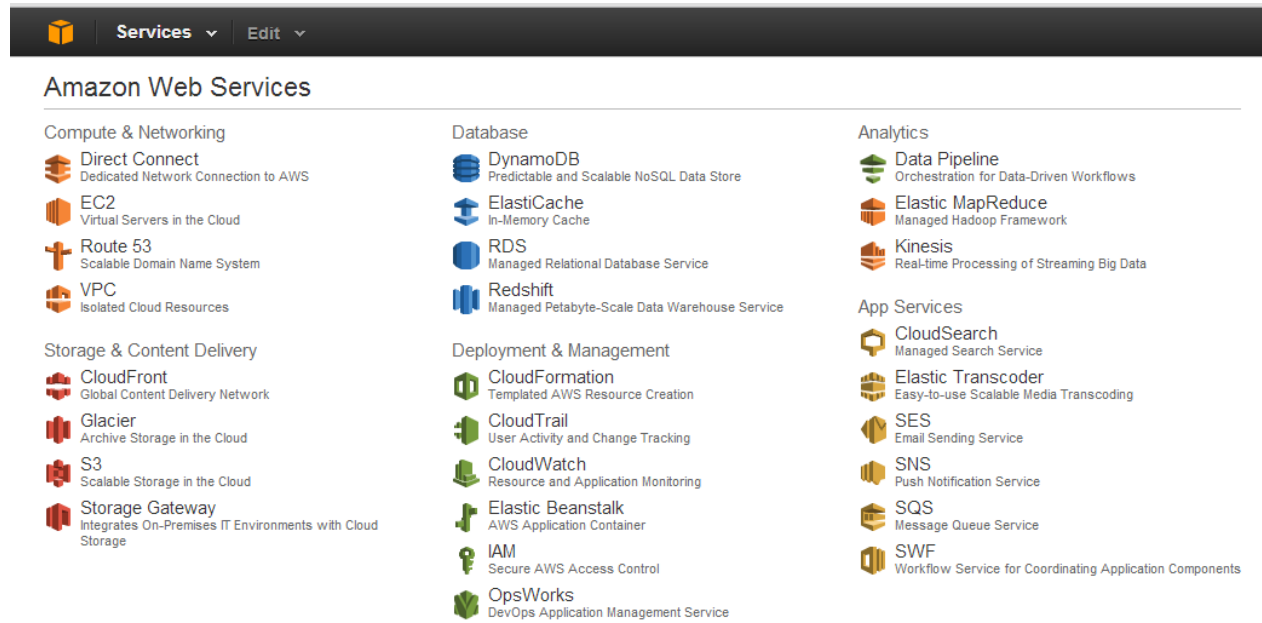 Services
Edit
Amazon Web Services
Compute & Networking
Direct Connect
Dedicated Network Connection to AWS
EC2
Virtual Servers in the Cloud
Route 53
Scalable Domain Name System
VPC
Isolated Cloud Resources
Storage & Content Delivery
CloudFront
Global Content Delivery Network
Glacier
Archive Storage in the Cloud
S3
Scalable Storage in the Cloud
Storage Gateway
Integrates On-Premises IT Environments with Cloud
Storage
Database
DynamoDB
Predictable and Scalable NoSQL Data Store
ElastiCache
In-Memory Cache
RDS
Managed Relational Database Service
Redshift
Managed Petabyte-Scale Data Warehouse Service
Deployment & Management
CloudFormation
Templated AWS Resource Creation
CloudTrail
User Activity and Change Tracking
CloudWatch
Resource and Application Monitoring
Elastic Beanstalk
AWS Application Container
IAM
Secure AWS Access Control
OpsWorks
DevOps Application Management Service
Analytics
Data Pipeline
Orchestration for Data-Driven Workflows
Elastic MapReduce
Managed Hadoop Framework
Kinesis
Real-time Processing of Streaming Big Data
App Services
CloudSearch
Managed Search Service
Elastic Transcoder
Easy-to-use Scalable Media Transcoding
SES
Email Sending Service
SNS
Push Notification Service
SQS
Message Queue Service
SWF
Workflow Service for Coordinating Application Components